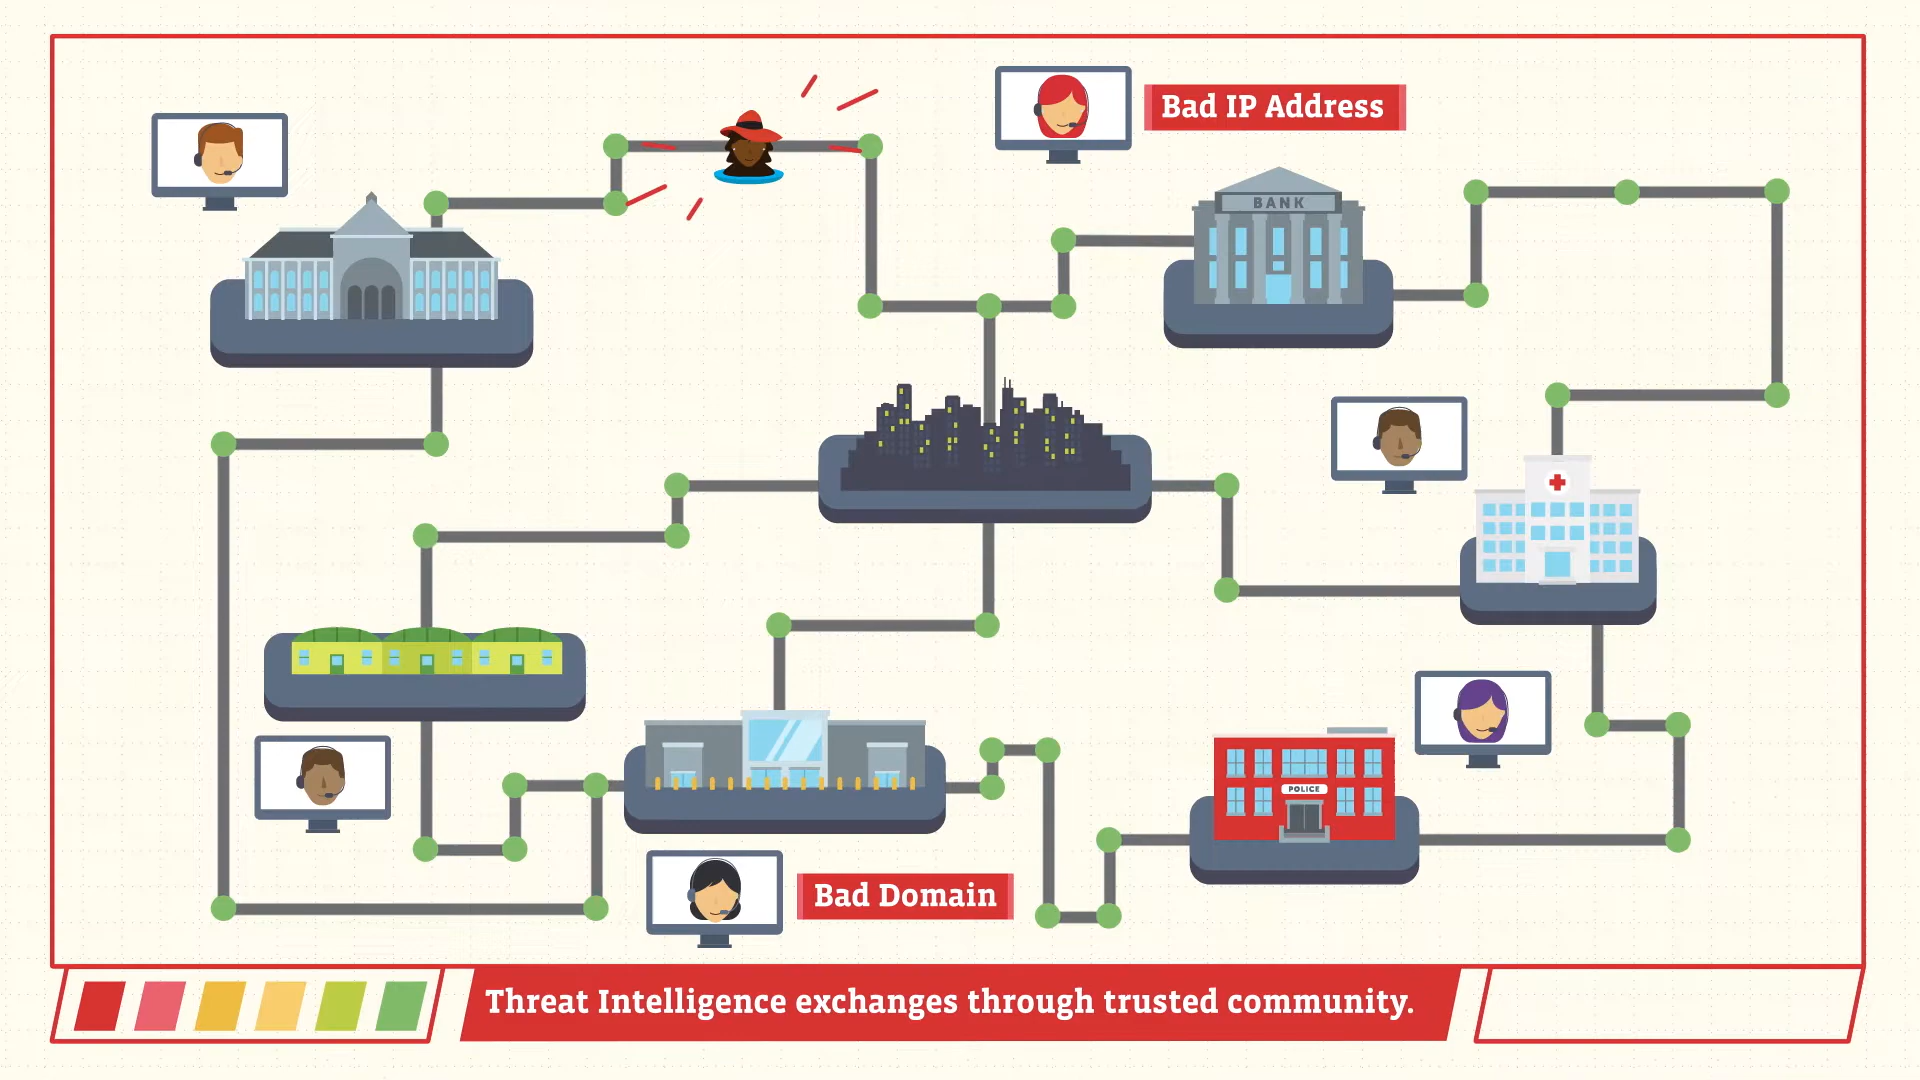 Bad IP Address
BANK
POLICE
Bad Domain
Threat Intelligence exchanges through trusted community.